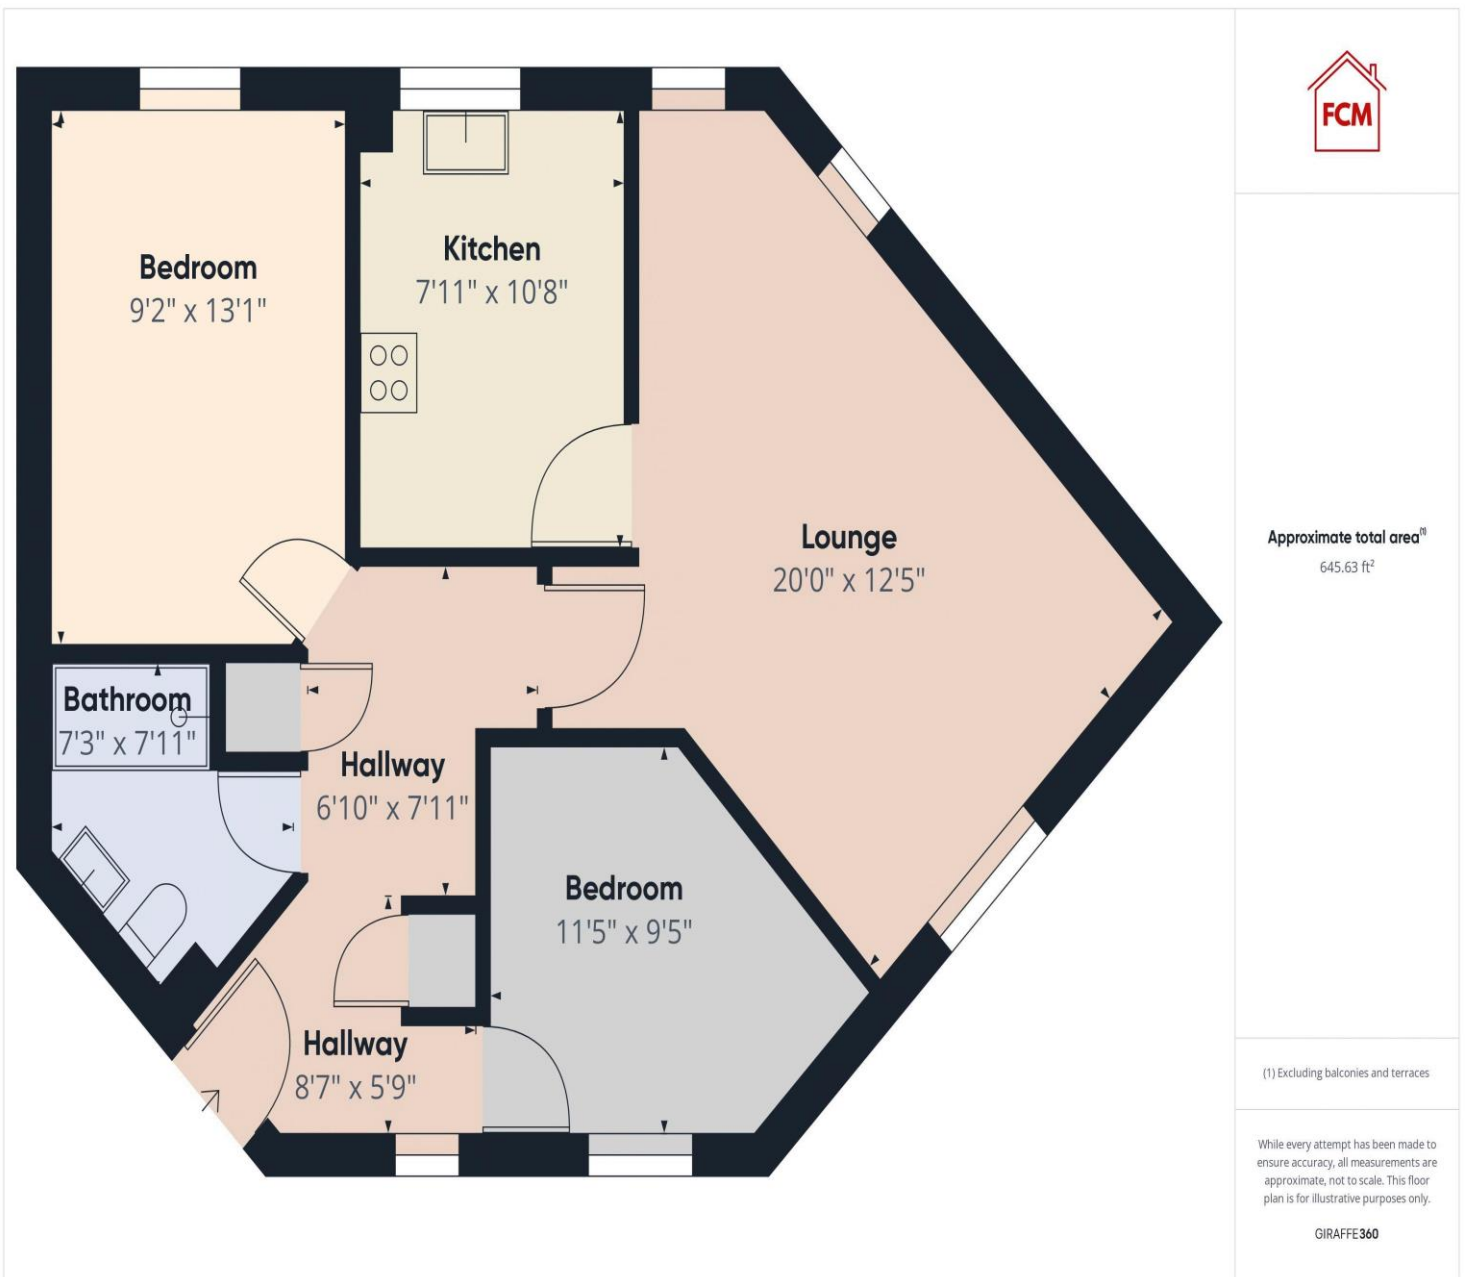 Bedroom
9'2" x 13'1"
Kitchen
7'11" x 10'8"
Lounge
20'0" x 12'5"
Bathroom
7'3" x 7'11"
Hallway
6'10" x 7'11"
Bedroom
11'5" x 9'5"
Hallway
8'7" x 5'9"
FCM
Approximate total area⁽¹⁾
645.63 ft²
(1) Excluding balconies and terraces
While every attempt has been made to
ensure accuracy, all measurements are
approximate, not to scale. This floor
plan is for illustrative purposes only.
GIRAFFE360